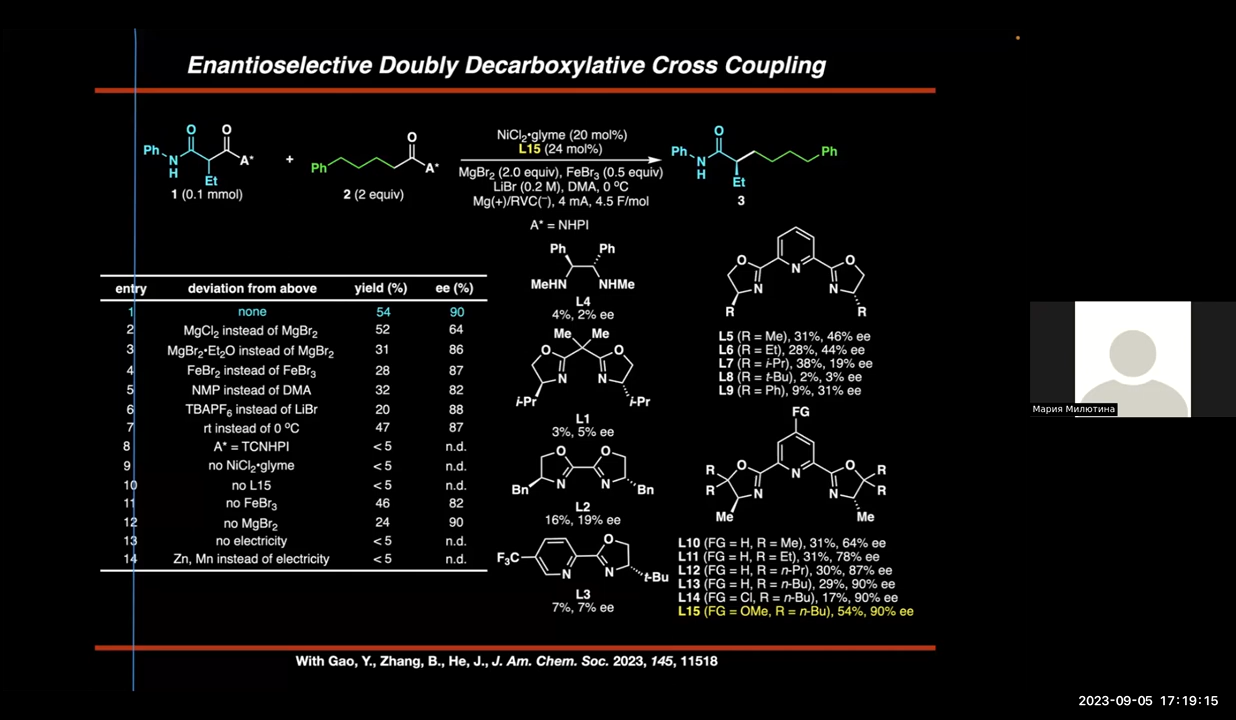 Enantioselective Doubly Decarboxylative Cross Coupling
Ph N H O O A* Et
1 (0.1 mmol)
+
Ph O A*
2 (2 equiv)
NiCl2•glyme (20 mol%)
L15 (24 mol%)
MgBr2 (2.0 equiv), FeBr3 (0.5 equiv)
LiBr (0.2 M), DMA, 0 ºC
Mg(+)/RVC(–), 4 mA, 4.5 F/mol
A* = NHPI
Ph N H O Et Ph
3
entry deviation from above yield (%) ee (%)
1 none 54 90
2 MgCl2 instead of MgBr2 52 64
3 MgBr2•Et2O instead of MgBr2 31 86
4 FeBr2 instead of FeBr3 28 87
5 NMP instead of DMA 32 82
6 TBAPF6 instead of LiBr 20 88
7 rt instead of 0 ºC 47 87
8 A* = TCNHPI < 5 n.d.
9 no NiCl2•glyme < 5 n.d.
10 no L15 < 5 n.d.
11 no FeBr3 46 82
12 no MgBr2 24 90
13 no electricity < 5 n.d.
14 Zn, Mn instead of electricity < 5 n.d.
Ph Ph
MeHN NHMe
L4
4%, 2% ee
Me Me
O O
N N
i-Pr i-Pr
L1
3%, 5% ee
O O
N N
Bn Bn
L2
16%, 19% ee
F3C O
N N
t-Bu
L3
7%, 7% ee
O N O
N N
R R
L5 (R = Me), 31%, 46% ee
L6 (R = Et), 28%, 44% ee
L7 (R = i-Pr), 38%, 19% ee
L8 (R = t-Bu), 2%, 3% ee
L9 (R = Ph), 9%, 31% ee
FG
R O N O R
R N N R
Me Me
L10 (FG = H, R = Me), 31%, 64% ee
L11 (FG = H, R = Et), 31%, 78% ee
L12 (FG = H, R = n-Pr), 30%, 87% ee
L13 (FG = H, R = n-Bu), 29%, 90% ee
L14 (FG = Cl, R = n-Bu), 17%, 90% ee
L15 (FG = OMe, R = n-Bu), 54%, 90% ee
With Gao, Y., Zhang, B., He, J., J. Am. Chem. Soc. 2023, 145, 11518
Мария Милютина
2023-09-05 17:19:15